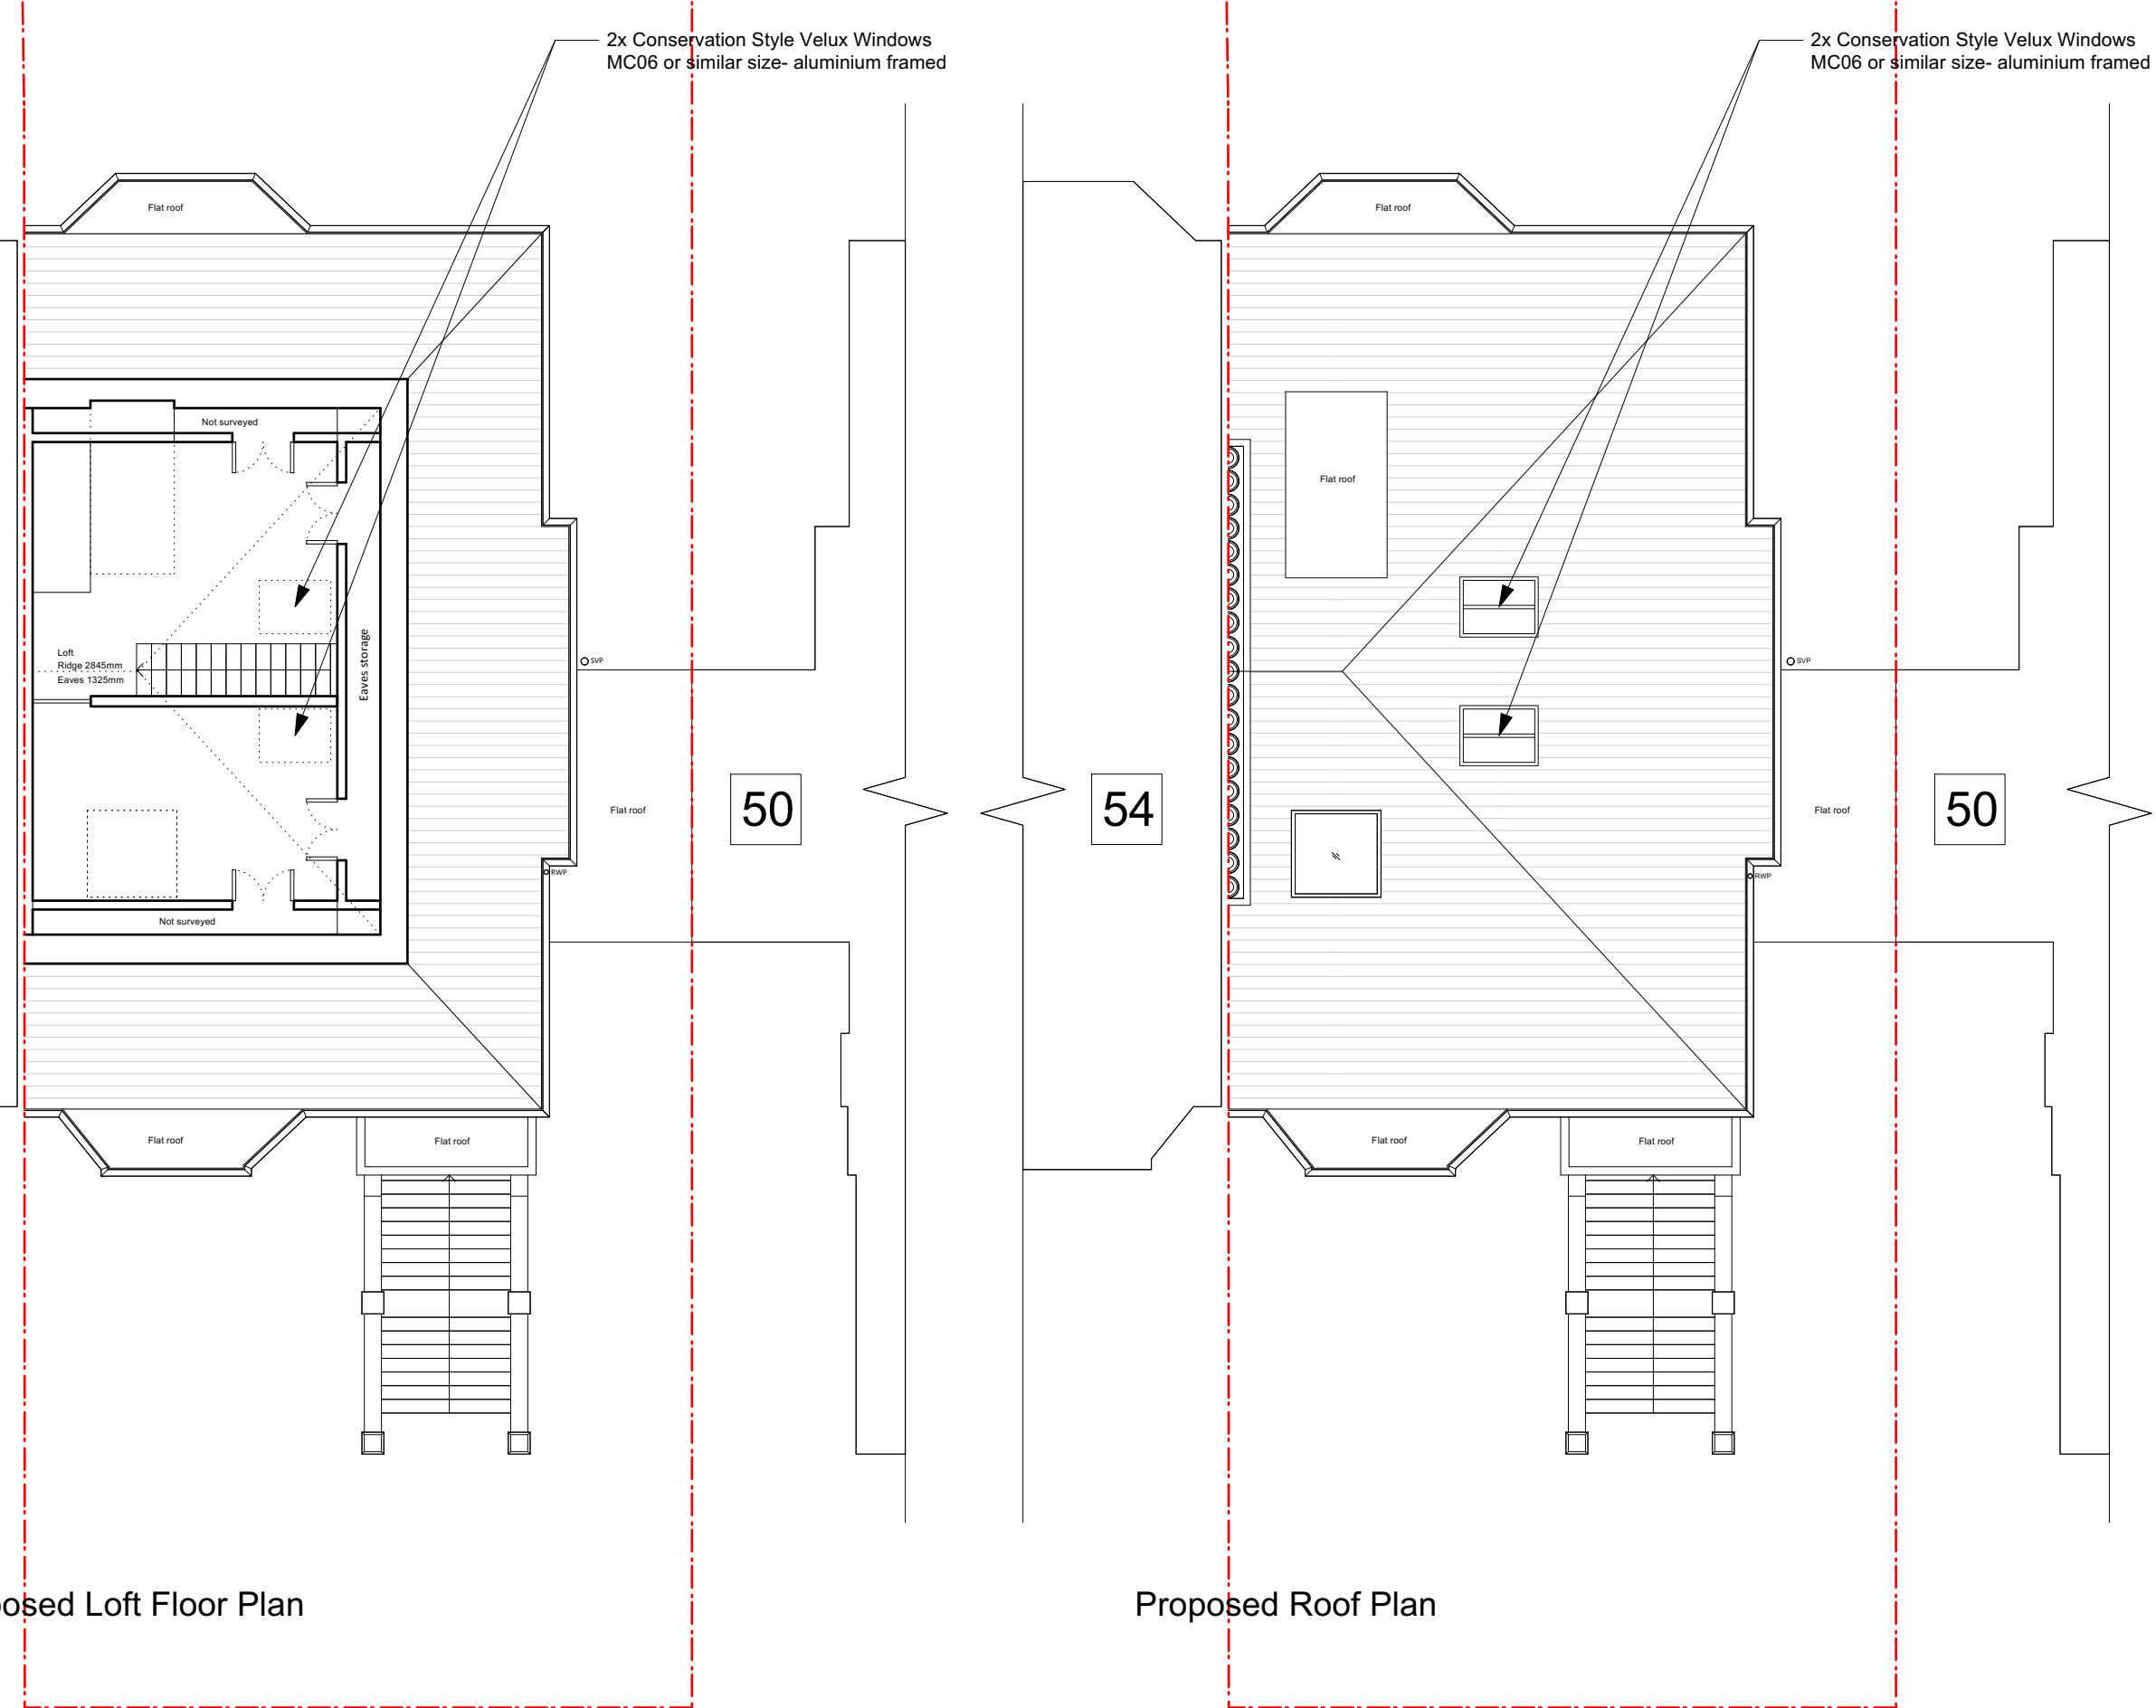 2x Conservation Style Velux Windows
MC06 or similar size- aluminium framed
Flat roof
Not surveyed
Loft
Ridge 2845mm
Eaves 1325mm
Eaves storage
SVP
Flat roof
50
RWP
Not surveyed
Flat roof
Flat roof
posed Loft Floor Plan
2x Conservation Style Velux Windows
MC06 or similar size- aluminium framed
Flat roof
Flat roof
SVP
54
Flat roof
50
RWP
Flat roof
Flat roof
Proposed Roof Plan